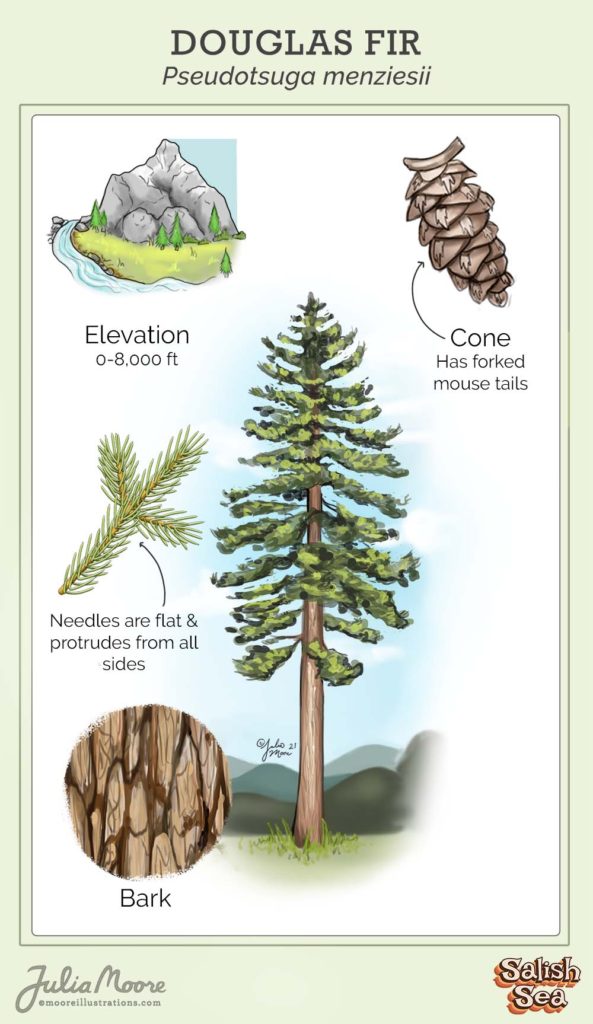 DOUGLAS FIR
Pseudotsuga menziesii
Elevation
0-8,000 ft
Cone
Has forked
mouse tails
Needles are flat &
protrudes from all
sides
©Julia 21
Moore
Bark
Julia Moore
©mooreillustrations.com
Salish
Sea